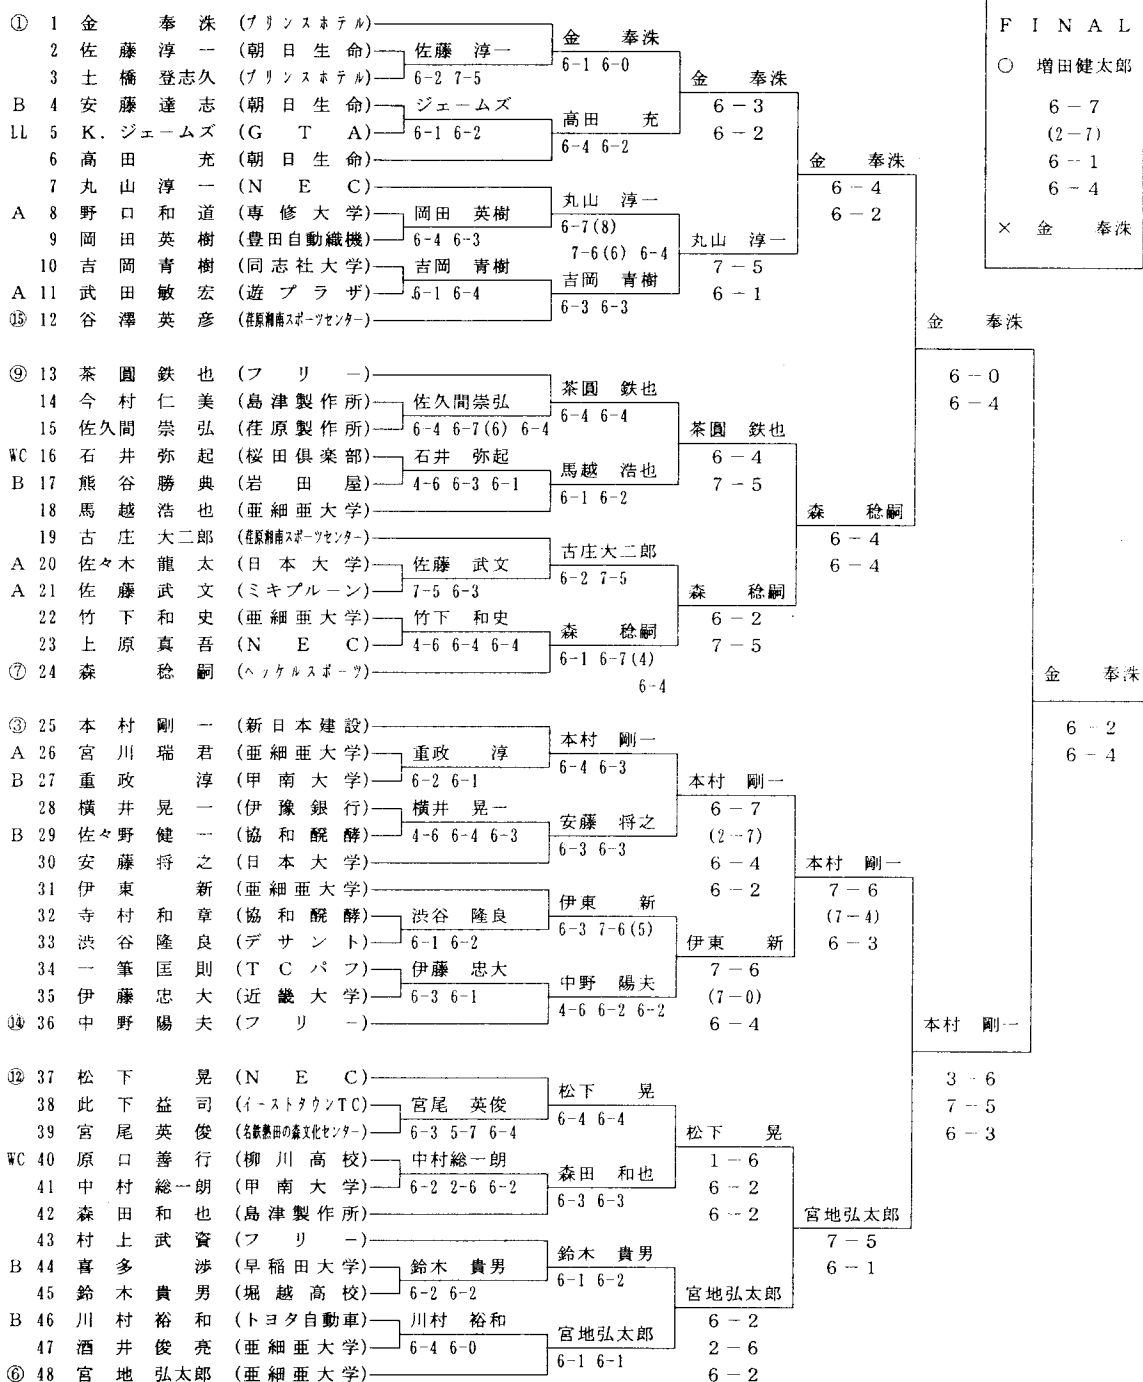 ① 1 金 奉洙 (プリンスホテル)
2 佐藤淳一 (朝日生命) 佐藤 淳一
3 土橋登志久 (プリンスホテル) 6-2 7-5
金 奉洙
6-1 6-0
B 4 安藤達志 (朝日生命) ジェームズ
LL 5 K.ジェームズ (GTA) 6-1 6-2
6 高田 充 (朝日生命)
高田 充
6-4 6-2
金 奉洙
6-3
6-2
7 丸山淳一 (NEC)
A 8 野口和道 (専修大学) 岡田 英樹
9 岡田英樹 (豊田自動織機) 6-4 6-3
丸山 淳一
6-7(8)
7-6(6) 6-4
10 吉岡青樹 (同志社大学) 吉岡 青樹
A 11 武田敏宏 (遊プラザ) 6-1 6-4
⑮ 12 谷澤英彦 (荏原湘南スポーツセンター)
吉岡 青樹
6-3 6-3
丸山 淳一
7-5
6-1
金 奉洙
6-4
6-2
⑨ 13 茶圓鉄也 (フリー)
14 今村仁美 (島津製作所) 佐久間崇弘
15 佐久間崇弘 (荏原製作所) 6-4 6-7(6) 6-4
茶圓 鉄也
6-4 6-4
WC 16 石井弥起 (桜田倶楽部) 石井 弥起
B 17 熊谷勝典 (岩田屋) 4-6 6-3 6-1
18 馬越浩也 (亜細亜大学)
馬越 浩也
6-1 6-2
茶圓 鉄也
6-4
7-5
19 古庄大二郎 (荏原湘南スポーツセンター)
A 20 佐々木龍太 (日本大学) 佐藤 武文
A 21 佐藤武文 (ミキプルーン) 7-5 6-3
古庄大二郎
6-2 7-5
22 竹下和史 (亜細亜大学) 竹下 和史
23 上原真吾 (NEC) 4-6 6-4 6-4
⑦ 24 森 稔嗣 (ヘッケルスポーツ)
森 稔嗣
6-1 6-7(4)
6-4
森 稔嗣
6-2
7-5
森 稔嗣
6-4
6-4
金 奉洙
6-0
6-4
③ 25 本村剛一 (新日本建設)
A 26 宮川瑞君 (亜細亜大学) 重政 淳
B 27 重政 淳 (甲南大学) 6-2 6-1
本村 剛一
6-4 6-3
28 横井晃一 (伊豫銀行) 横井 晃一
B 29 佐々野健一 (協和醗酵) 4-6 6-4 6-3
30 安藤将之 (日本大学)
安藤 将之
6-3 6-3
本村 剛一
6-7
(2-7)
6-4
6-2
31 伊東 新 (亜細亜大学)
32 寺村和章 (協和醗酵) 渋谷 隆良
33 渋谷隆良 (デサント) 6-1 6-2
伊東 新
6-3 7-6(5)
34 一筆匡則 (TCパフ) 伊藤 忠大
35 伊藤忠大 (近畿大学) 6-3 6-1
⑭ 36 中野陽夫 (フリー)
中野 陽夫
4-6 6-2 6-2
伊東 新
7-6
(7-0)
6-4
本村 剛一
7-6
(7-4)
6-3
⑫ 37 松下 晃 (NEC)
38 此下益司 (イーストタウンTC) 宮尾 英俊
39 宮尾英俊 (名鉄熱田の森文化センター) 6-3 5-7 6-4
松下 晃
6-4 6-4
WC 40 原口善行 (柳川高校) 中村総一朗
41 中村総一朗 (甲南大学) 6-2 2-6 6-2
42 森田和也 (島津製作所)
森田 和也
6-3 6-3
松下 晃
1-6
6-2
6-2
43 村上武資 (フリー)
B 44 喜多 渉 (早稲田大学) 鈴木 貴男
45 鈴木貴男 (堀越高校) 6-2 6-2
鈴木 貴男
6-1 6-2
B 46 川村裕和 (トヨタ自動車) 川村 裕和
47 酒井俊亮 (亜細亜大学) 6-4 6-0
⑥ 48 宮地弘太郎 (亜細亜大学)
宮地弘太郎
6-1 6-1
宮地弘太郎
6-2
2-6
6-2
宮地弘太郎
7-5
6-1
本村 剛一
3-6
7-5
6-3
金 奉洙
6-2
6-4
FINAL
○ 増田健太郎
6-7
(2-7)
6-1
6-4
× 金 奉洙